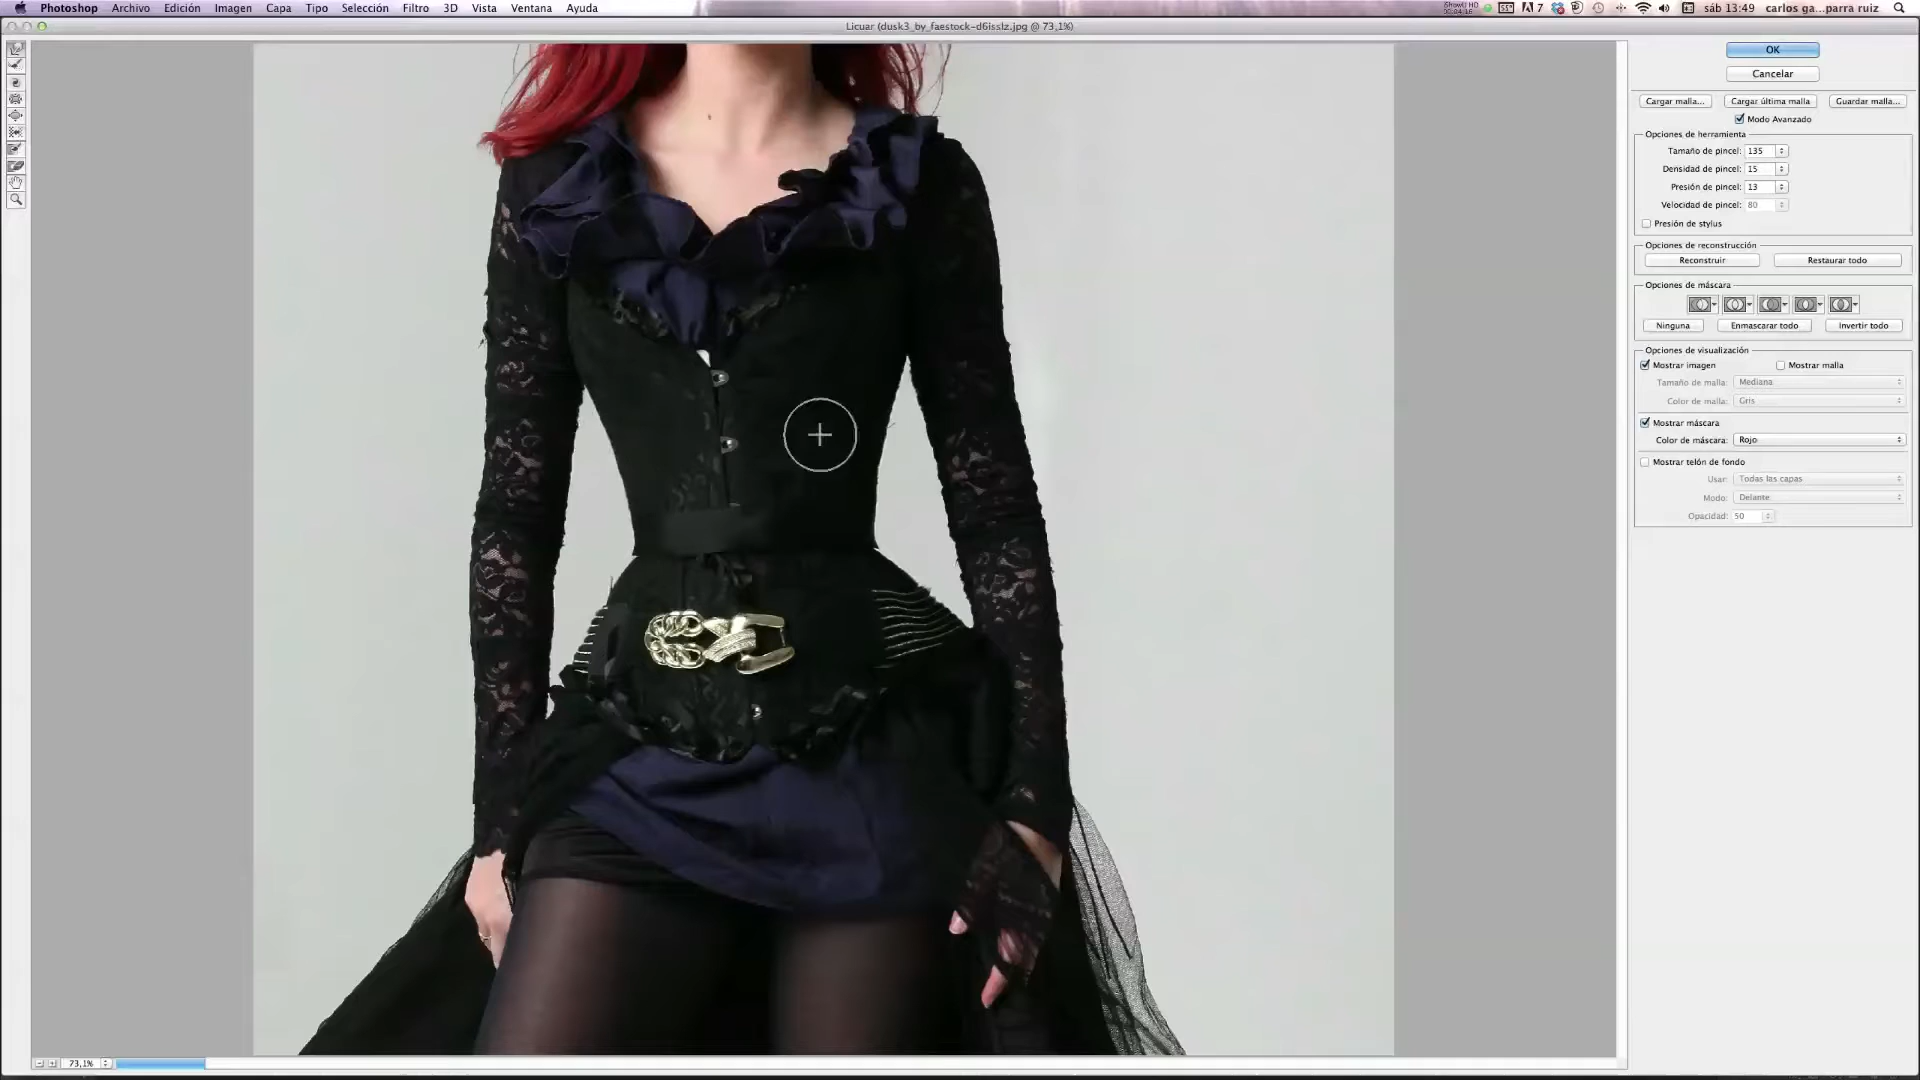 Photoshop Archivo Edición Imagen Capa Tipo Selección Filtro 3D Vista Ventana Ayuda
7 sáb 13:49 carlos ga...parra ruiz
Licuar (dusk3_by_faestock-d6isslz.jpg @ 73,1%)
OK
Cancelar
Cargar malla... Cargar última malla Guardar malla...
Modo Avanzado
Opciones de herramienta
Tamaño de pincel: 135
Densidad de pincel: 15
Presión de pincel: 13
Velocidad de pincel: 80
Presión de stylus
Opciones de reconstrucción
Reconstruir Restaurar todo
Opciones de máscara
Ninguna Enmascarar todo Invertir todo
Opciones de visualización
Mostrar imagen Mostrar malla
Tamaño de malla: Mediana
Color de malla: Gris
Mostrar máscara
Color de máscara: Rojo
Mostrar telón de fondo
Usar: Todas las capas
Modo: Delante
Opacidad: 50
73,1%